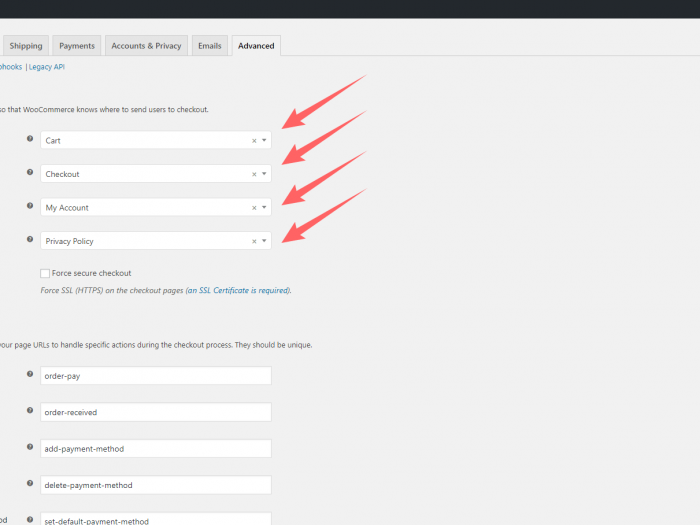 Shipping Payments Accounts & Privacy Emails Advanced
hooks | Legacy API
so that WooCommerce knows where to send users to checkout.
Cart
Checkout
My Account
Privacy Policy
Force secure checkout
Force SSL (HTTPS) on the checkout pages (an SSL Certificate is required).
your page URLs to handle specific actions during the checkout process. They should be unique.
order-pay
order-received
add-payment-method
delete-payment-method
od set-default-payment-method